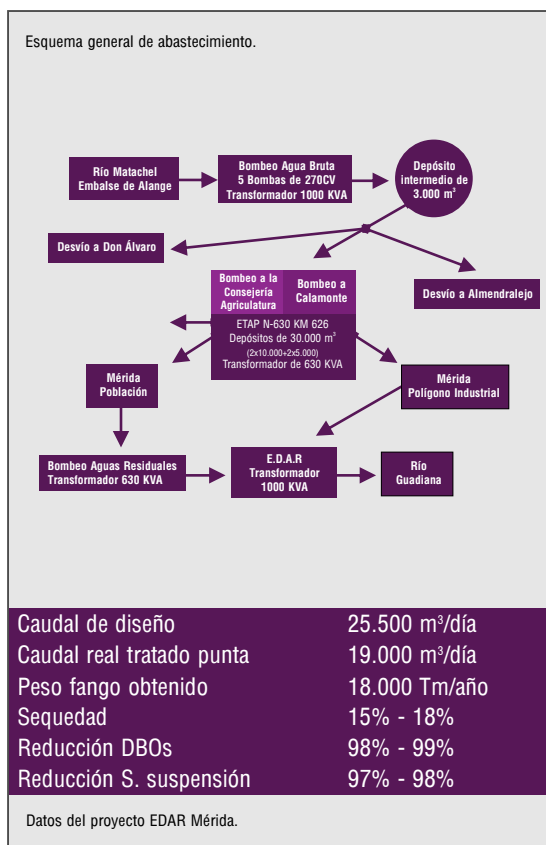 Esquema general de abastecimiento.
Río Matachel
Embalse de Alange
Bombeo Agua Bruta
5 Bombas de 270CV
Transformador 1000 KVA
Depósito
intermedio de
3.000 m³
Desvío a Don Álvaro
Bombeo a la
Consejería
Agriculatura
Bombeo a
Calamonte
Desvío a Almendralejo
ETAP N-630 KM 626
Depósitos de 30.000 m³
(2x10.000+2x5.000)
Transformador de 630 KVA
Mérida
Población
Mérida
Polígono Industrial
Bombeo Aguas Residuales
Transformador 630 KVA
E.D.A.R
Transformador
1000 KVA
Río
Guadiana
Caudal de diseño 25.500 m³/día
Caudal real tratado punta 19.000 m³/día
Peso fango obtenido 18.000 Tm/año
Sequedad 15% - 18%
Reducción DBOs 98% - 99%
Reducción S. suspensión 97% - 98%
Datos del proyecto EDAR Mérida.